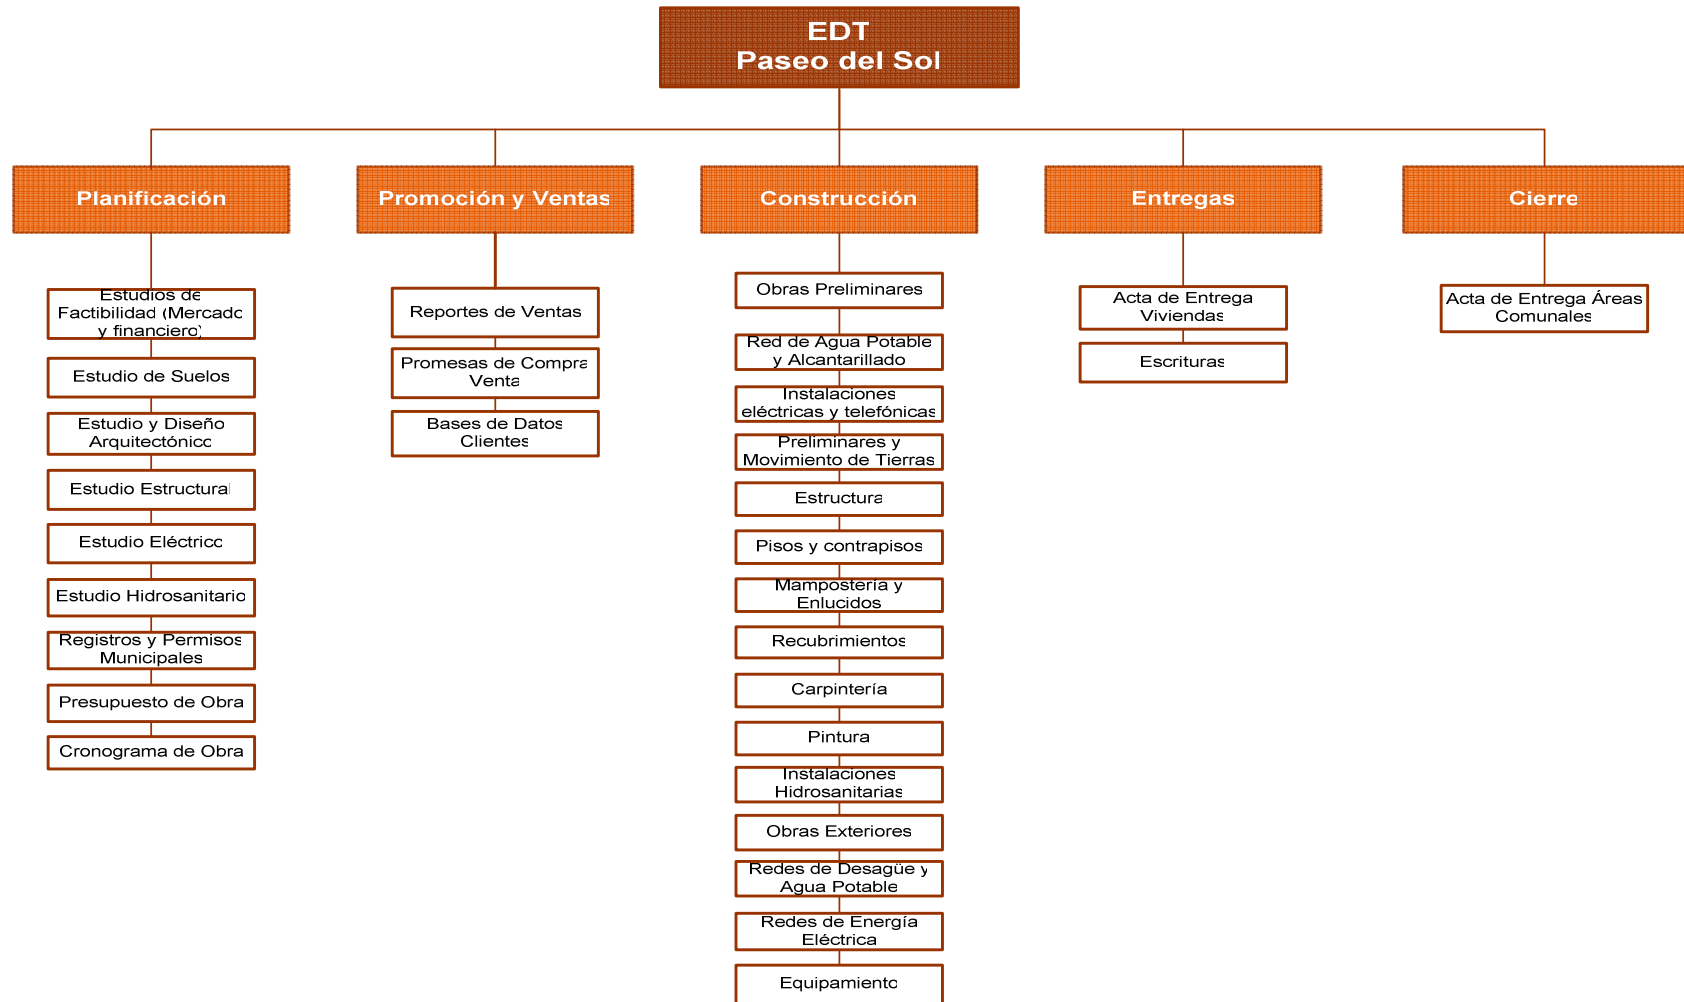 EDT
Paseo del Sol
Planificación
Promoción y Ventas
Construcción
Entregas
Cierre
Estudios de
Factibilidad (Mercado
y financiero)
Estudio de Suelos
Estudio y Diseño
Arquitectónico
Estudio Estructural
Estudio Eléctrico
Estudio Hidrosanitario
Registros y Permisos
Municipales
Presupuesto de Obra
Cronograma de Obra
Reportes de Ventas
Promesas de Compra
Venta
Bases de Datos
Clientes
Obras Preliminares
Red de Agua Potable
y Alcantarillado
Instalaciones
eléctricas y telefónicas
Preliminares y
Movimiento de Tierras
Estructura
Pisos y contrapisos
Mampostería y
Enlucidos
Recubrimientos
Carpintería
Pintura
Instalaciones
Hidrosanitarias
Obras Exteriores
Redes de Desagüe y
Agua Potable
Redes de Energía
Eléctrica
Equipamiento
Acta de Entrega
Viviendas
Escrituras
Acta de Entrega Áreas
Comunales